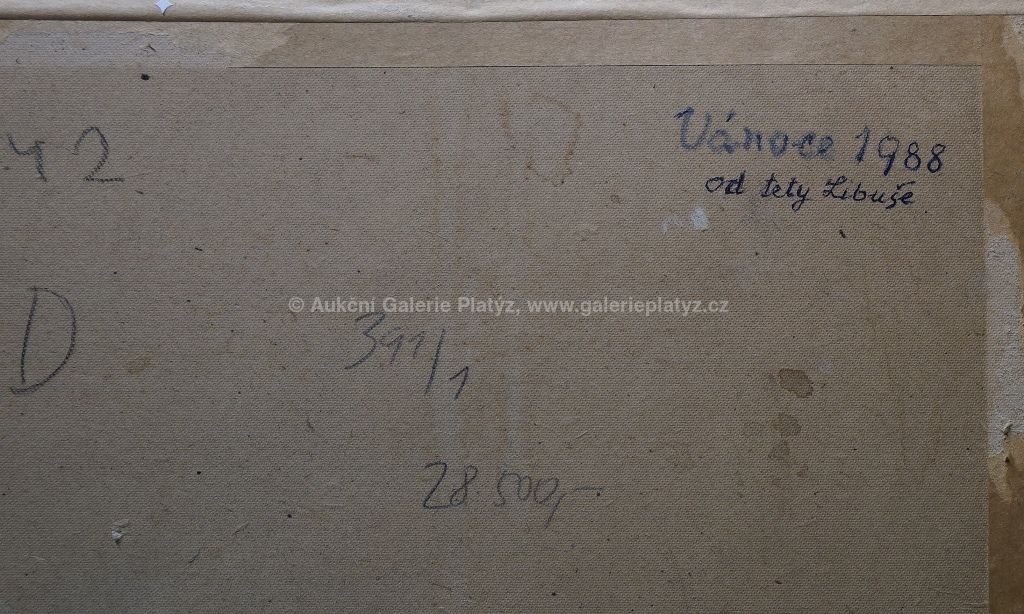 Vánoce 1988
od tety Libuše
42
D
© Aukční Galerie Platýz, www.galerieplatyz.cz
391/1
28.500,-